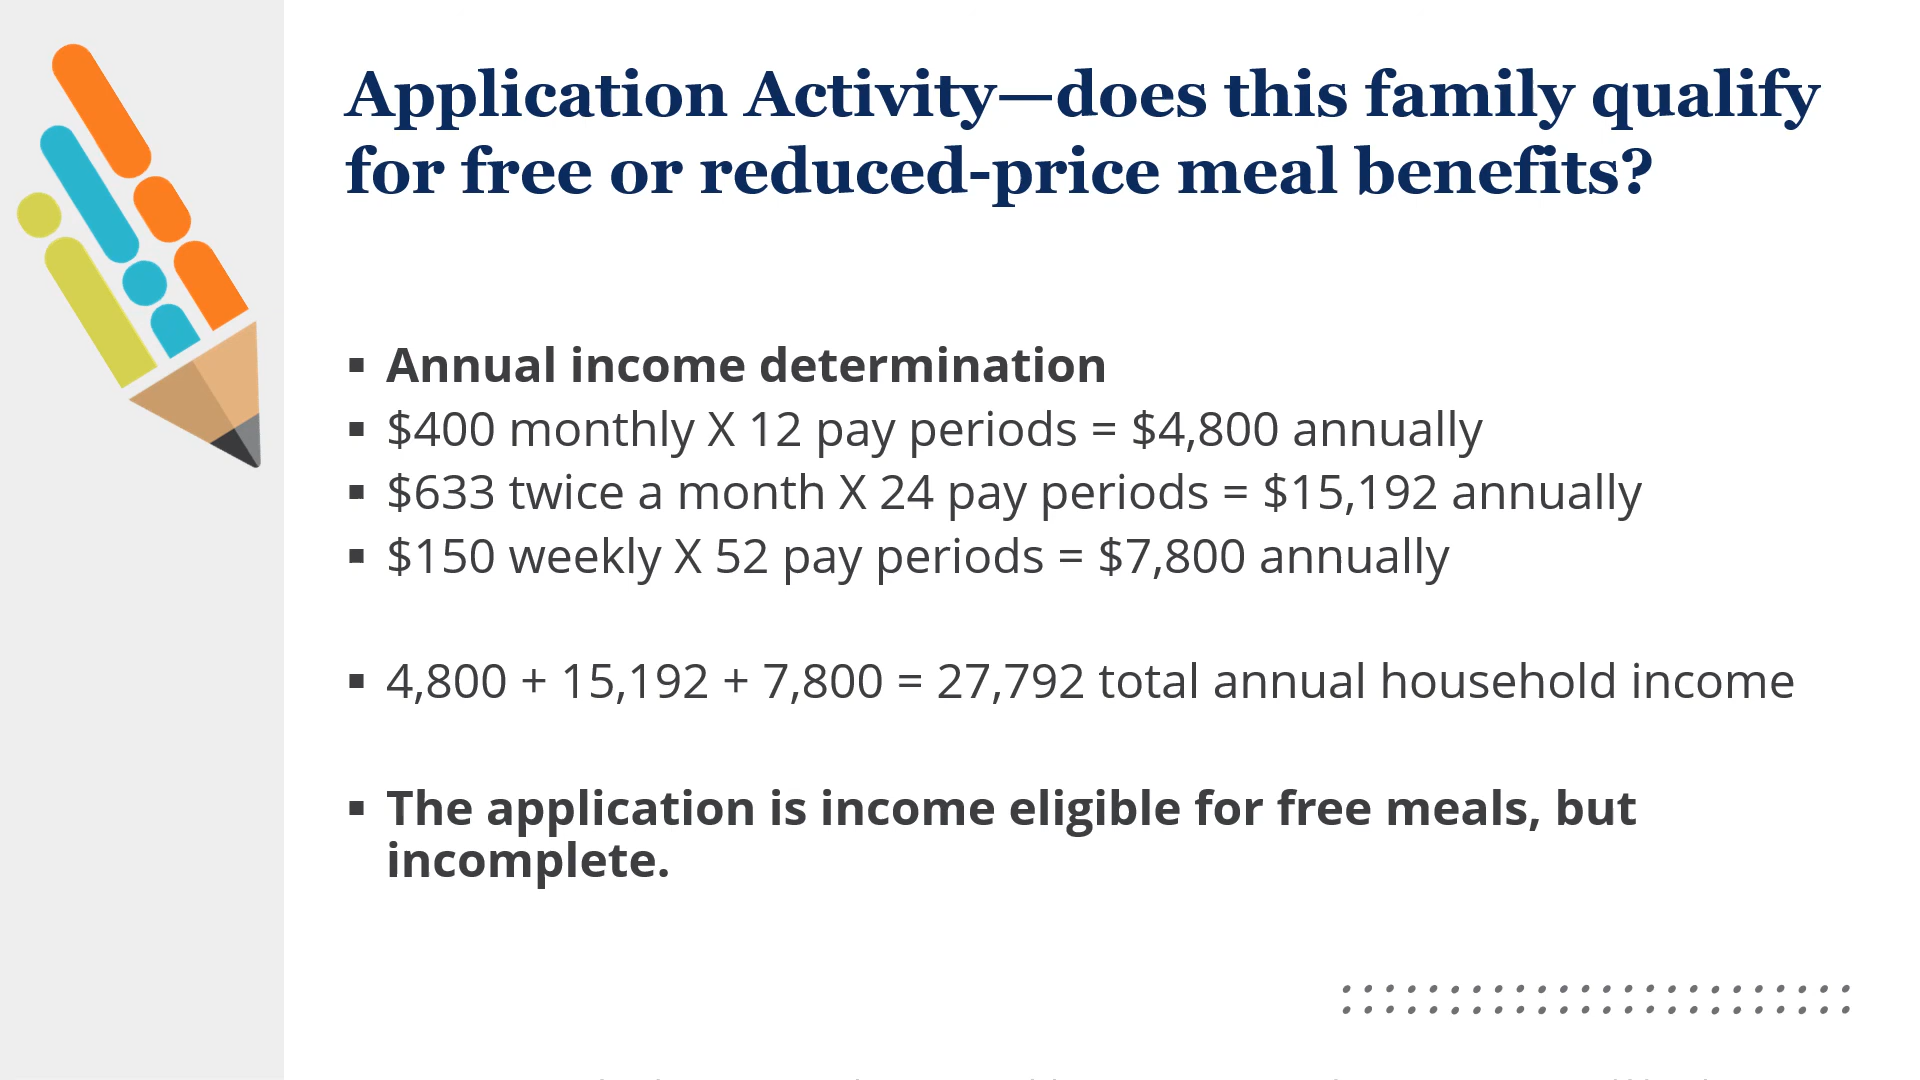 Application Activity—does this family qualify
for free or reduced-price meal benefits?
▪ Annual income determination
▪ $400 monthly X 12 pay periods = $4,800 annually
▪ $633 twice a month X 24 pay periods = $15,192 annually
▪ $150 weekly X 52 pay periods = $7,800 annually
▪ 4,800 + 15,192 + 7,800 = 27,792 total annual household income
▪ The application is income eligible for free meals, but
incomplete.